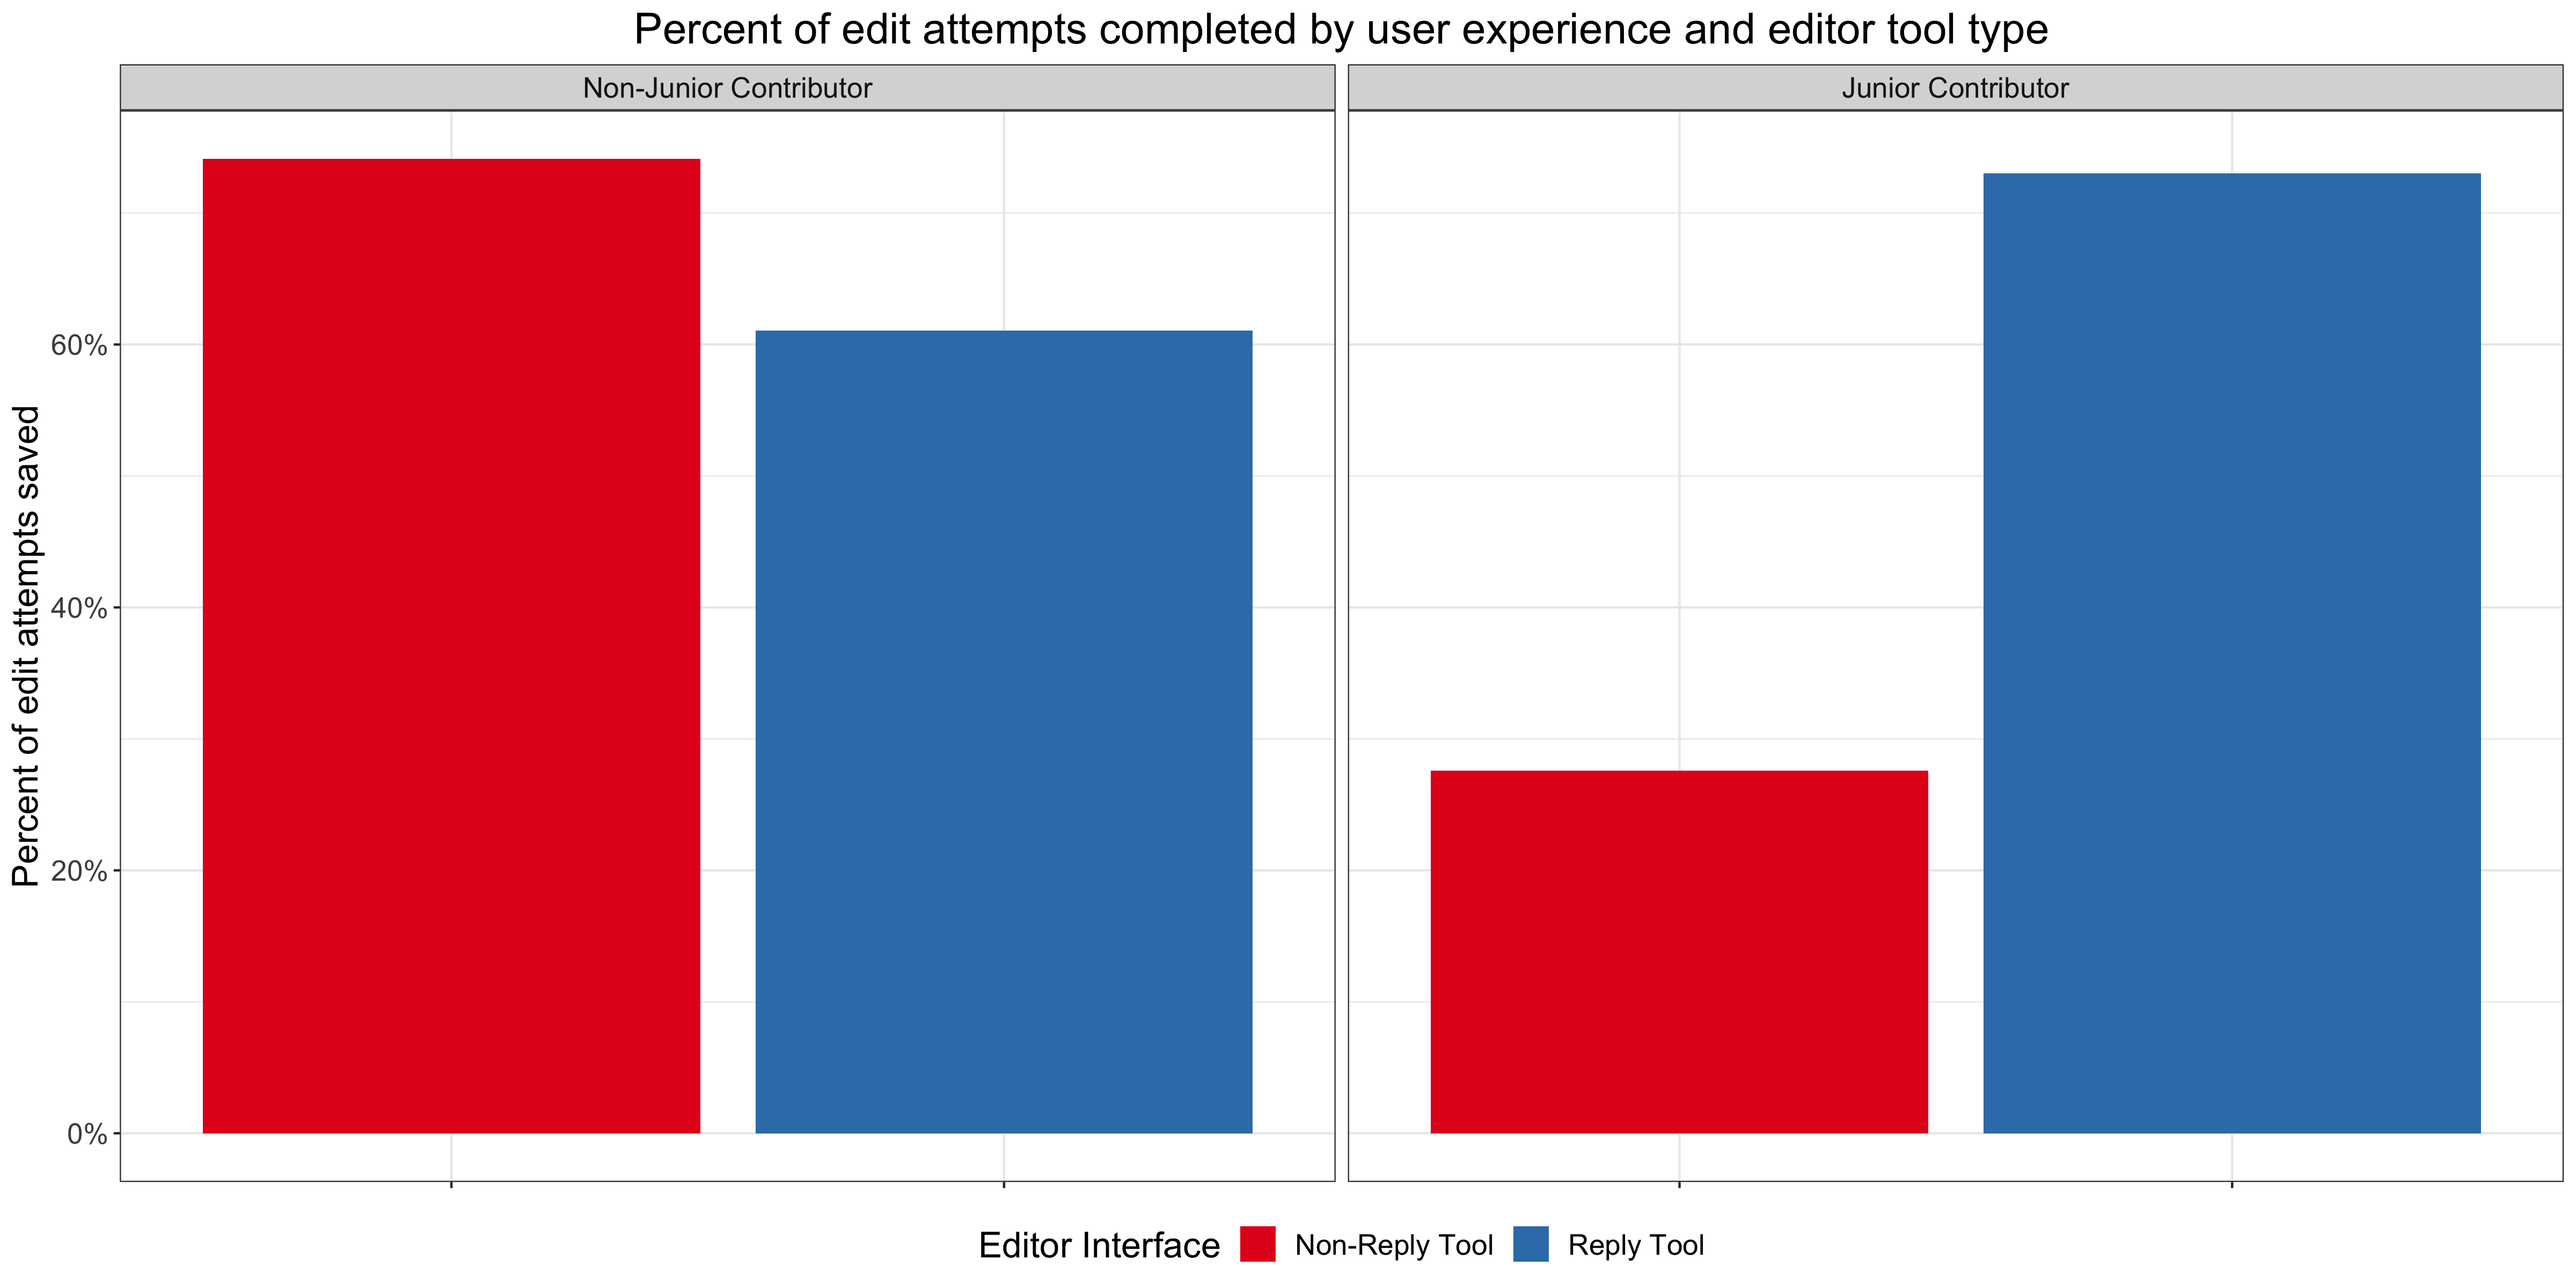 Percent of edit attempts completed by user experience and editor tool type
Non-Junior Contributor
Junior Contributor
Percent of edit attempts saved
60%
40%
20%
0%
Editor Interface
Non-Reply Tool
Reply Tool